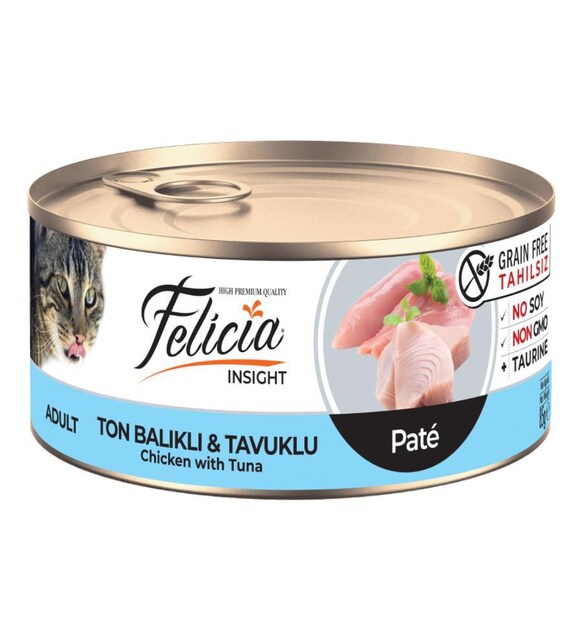 HIGH PREMIUM QUALITY
Felicia
INSIGHT
ADULT
TON BALIKLI & TAVUKLU
Chicken with Tuna
Paté
GRAIN FREE
TAHILSIZ
✓ NO SOY
✓ NON GMO
+ TAURINE